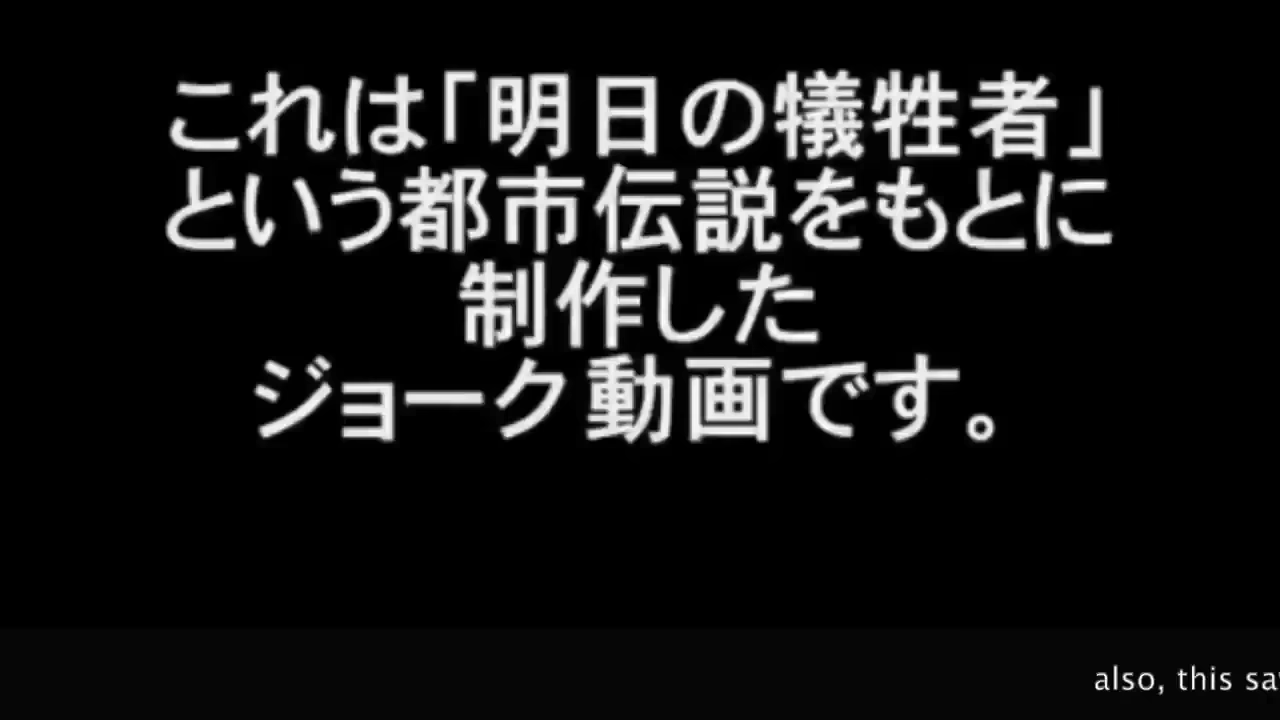 これは「明日の犠牲者」
という都市伝説をもとに
制作した
ジョーク動画です。
also, this